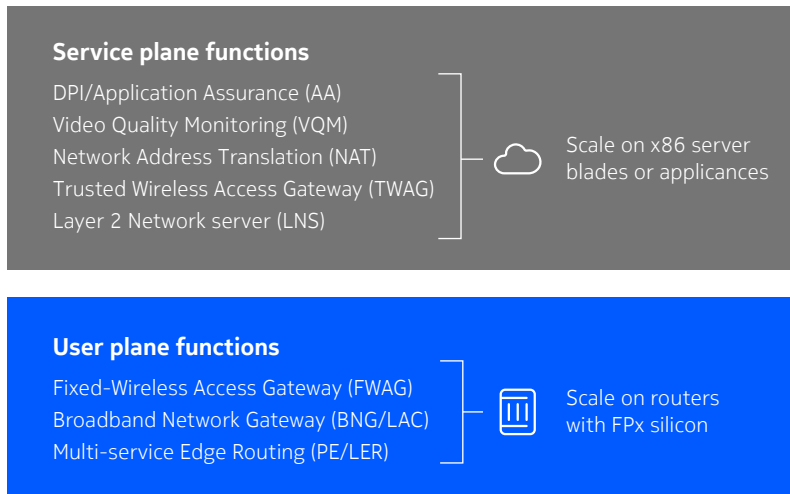 Service plane functions
DPI/Application Assurance (AA)
Video Quality Monitoring (VQM)
Network Address Translation (NAT)
Trusted Wireless Access Gateway (TWAG)
Layer 2 Network server (LNS)
Scale on x86 server
blades or applicances
User plane functions
Fixed-Wireless Access Gateway (FWAG)
Broadband Network Gateway (BNG/LAC)
Multi-service Edge Routing (PE/LER)
Scale on routers
with FPx silicon